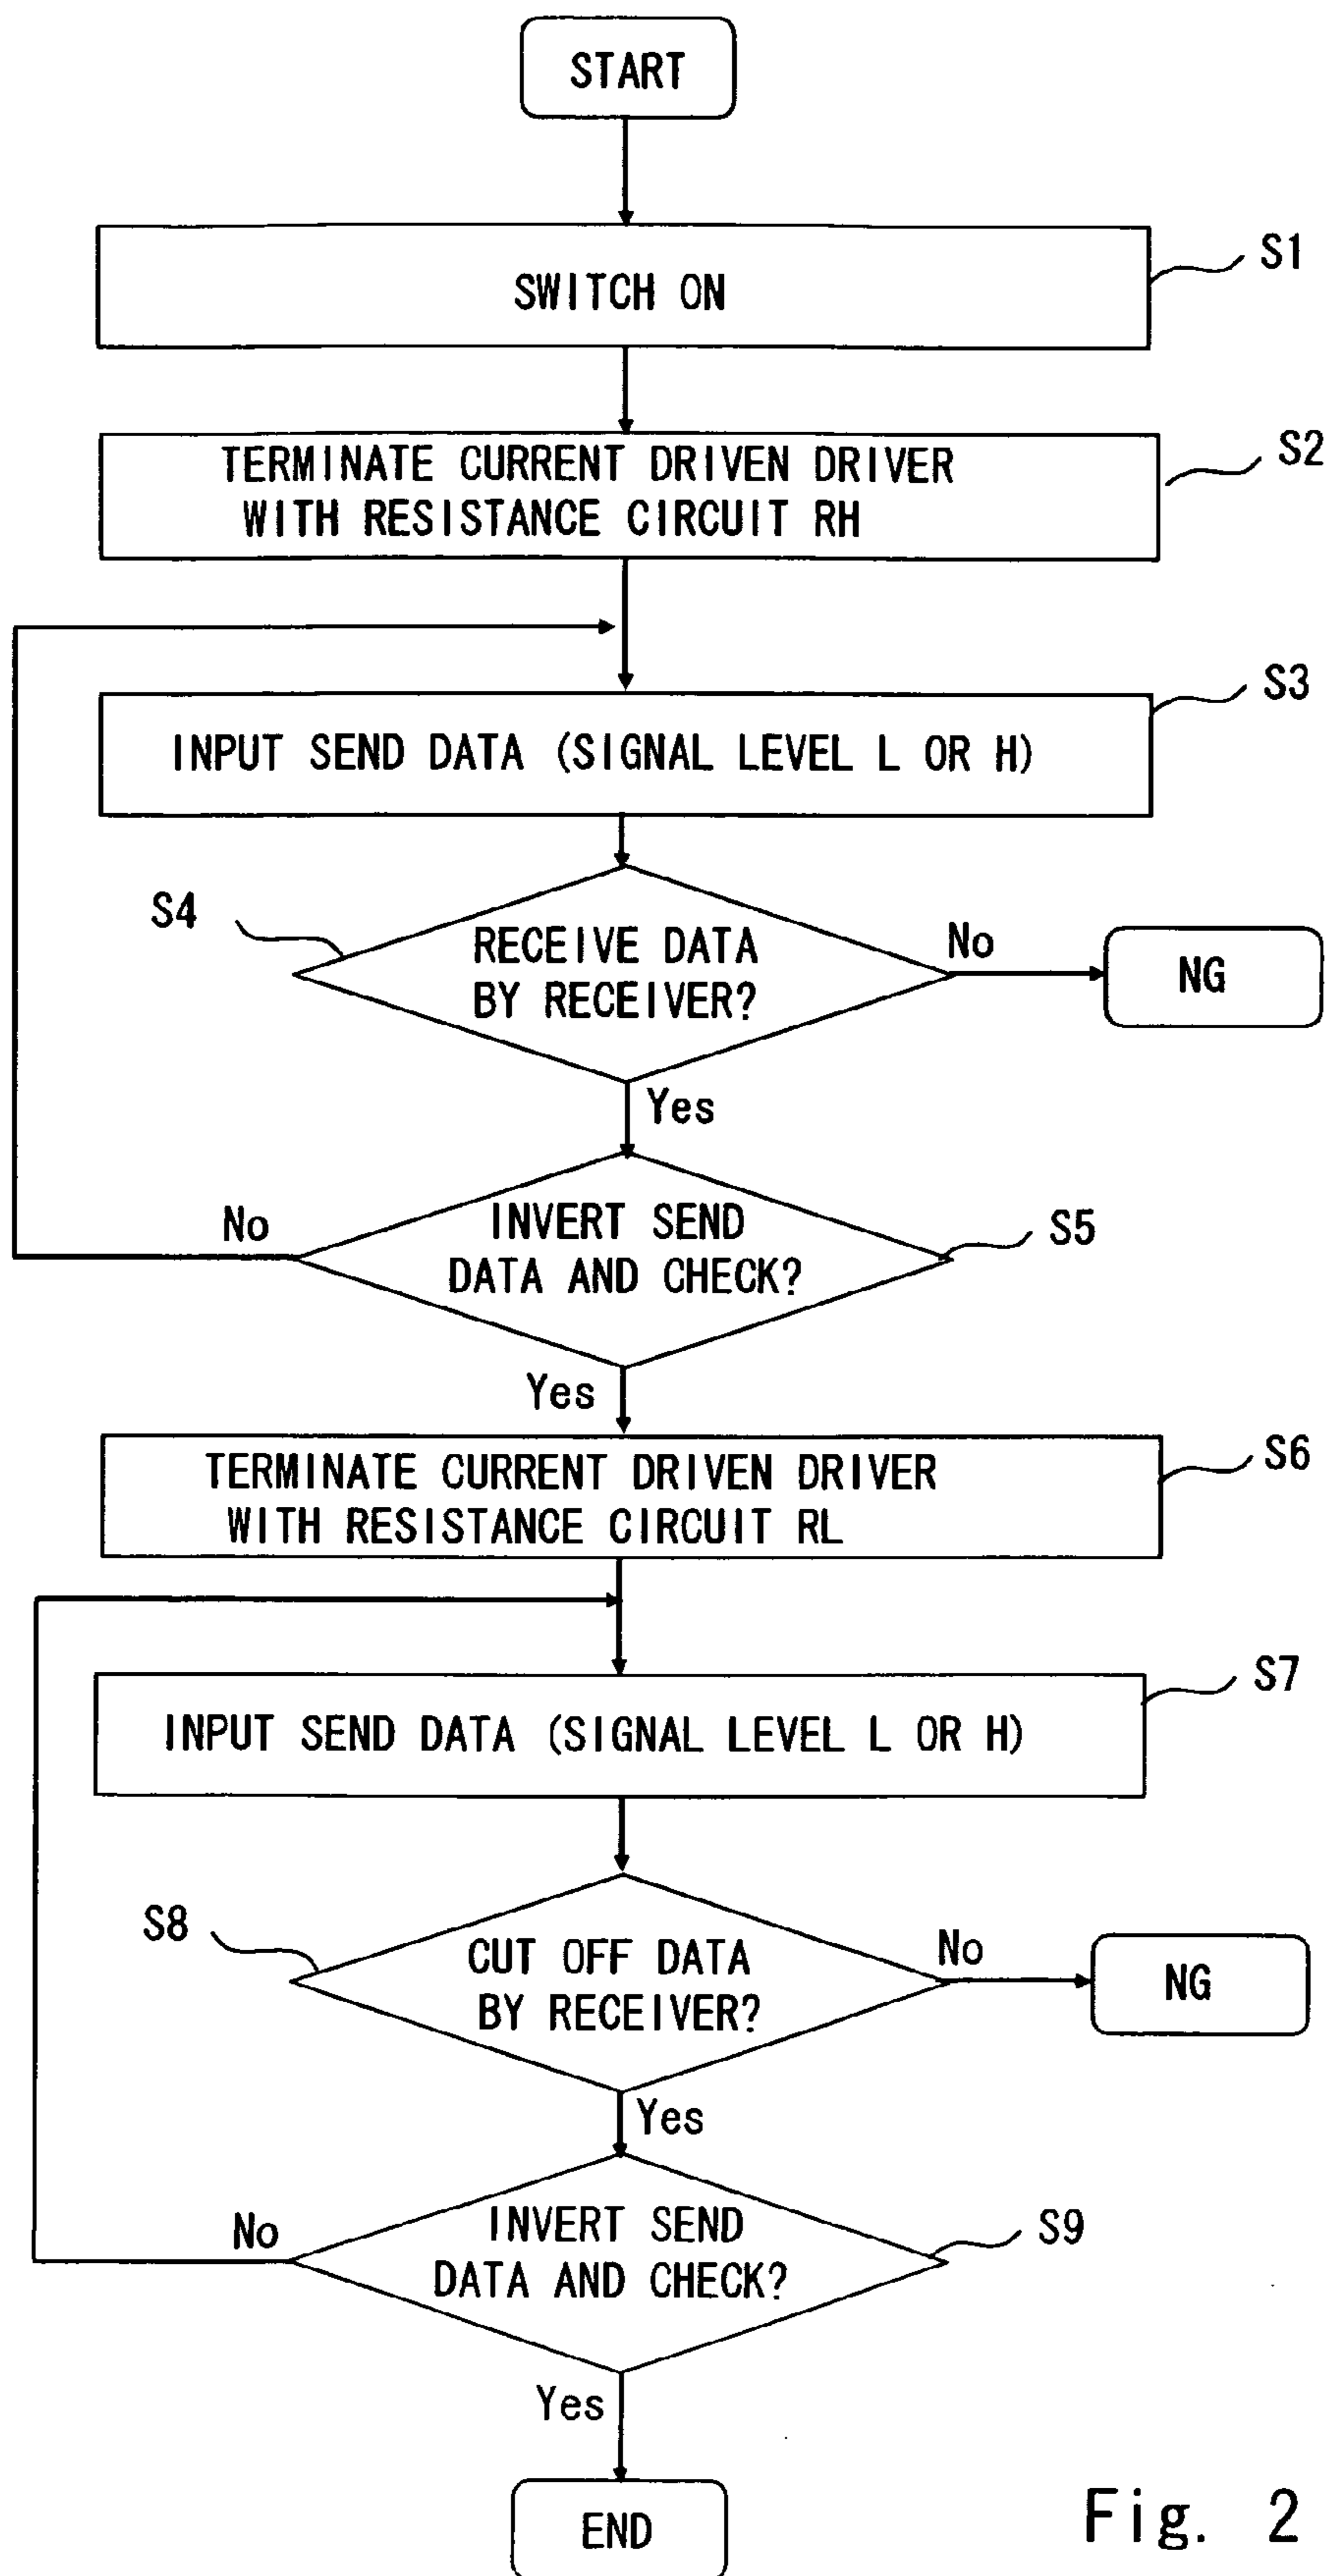 START
SWITCH ON
S1
TERMINATE CURRENT DRIVEN DRIVER
WITH RESISTANCE CIRCUIT RH
S2
INPUT SEND DATA (SIGNAL LEVEL L OR H)
S3
S4
RECEIVE DATA
BY RECEIVER?
No
NG
Yes
INVERT SEND
DATA AND CHECK?
No
S5
Yes
TERMINATE CURRENT DRIVEN DRIVER
WITH RESISTANCE CIRCUIT RL
S6
INPUT SEND DATA (SIGNAL LEVEL L OR H)
S7
S8
CUT OFF DATA
BY RECEIVER?
No
NG
Yes
INVERT SEND
DATA AND CHECK?
No
S9
Yes
END
Fig. 2